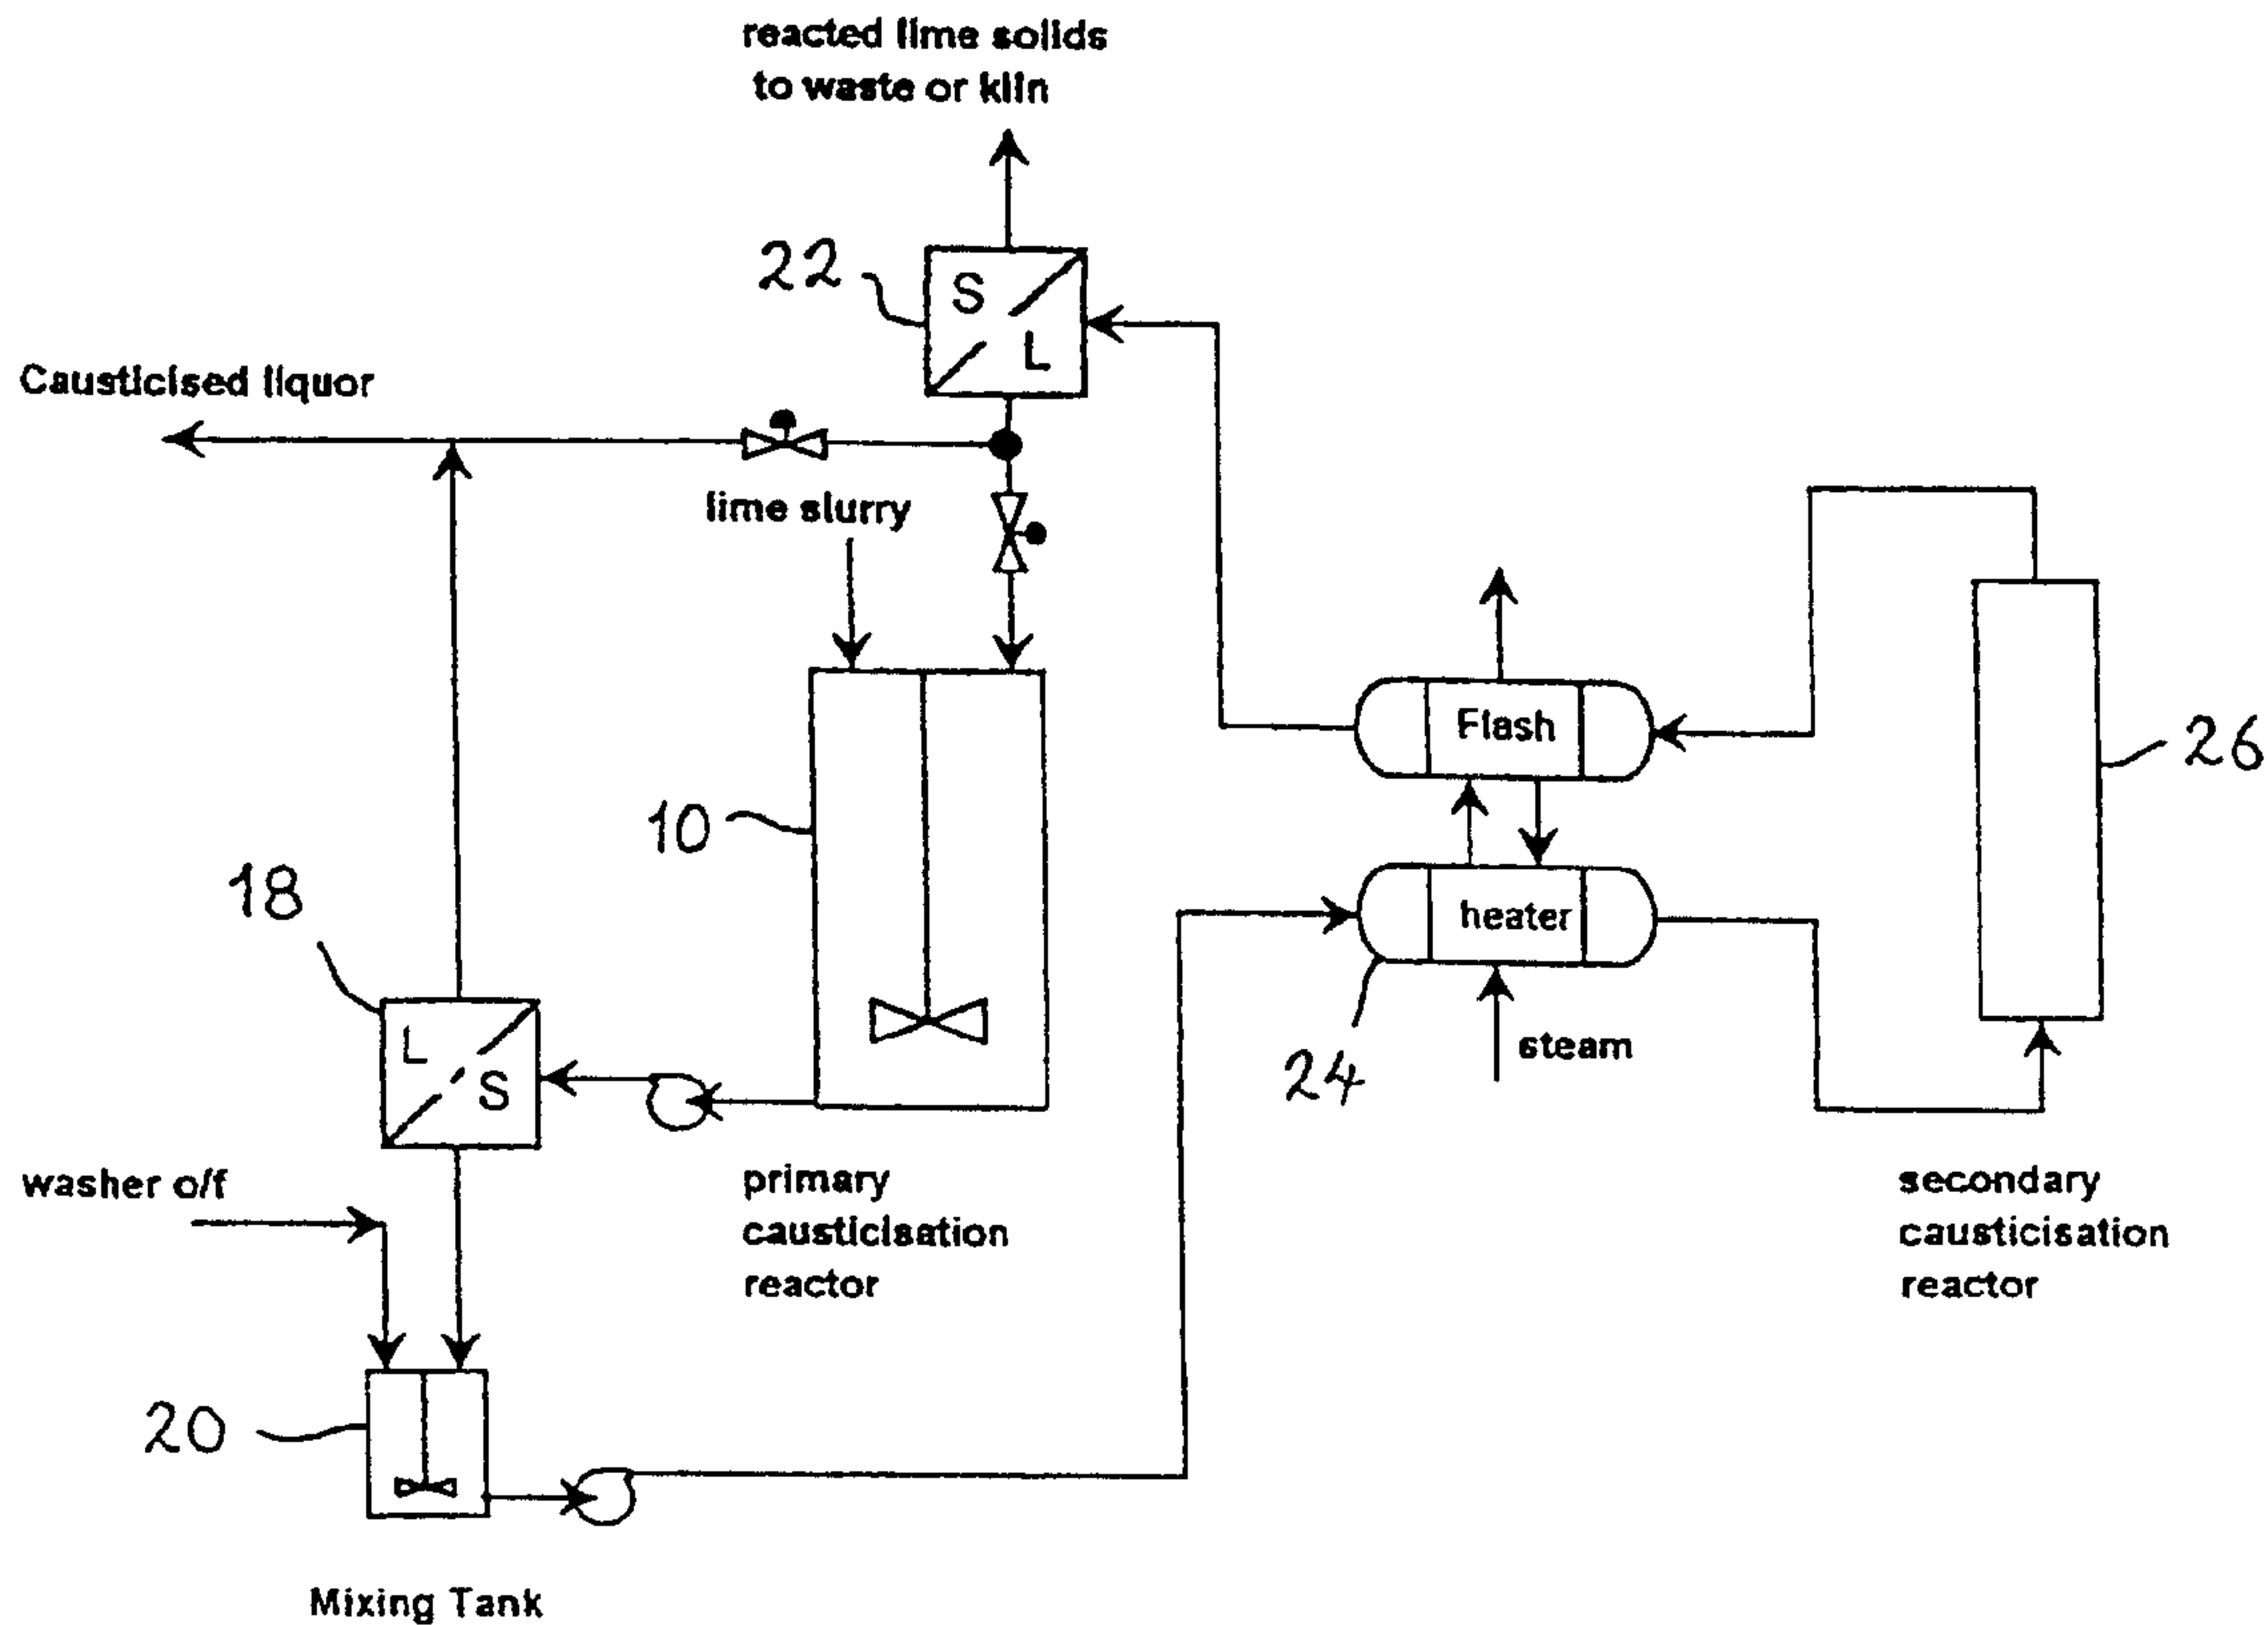 reacted lime solids
to waste or kiln
22
S
L
Causticised liquor
lime slurry
Flash
26
10
18
heater
L
S
24
steam
washer o/f
primary
causticisation
reactor
secondary
causticisation
reactor
20
Mixing Tank